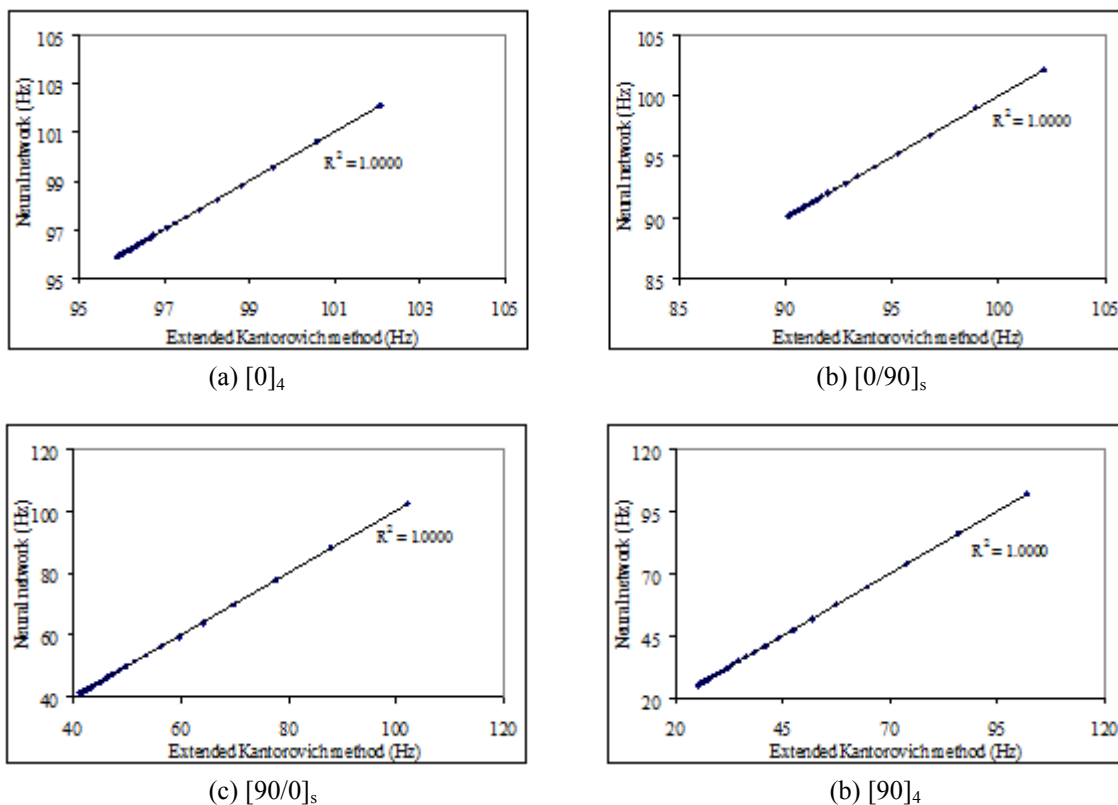 105
103
101
99
97
95
Neural network (Hz)
R² = 1.0000
95 97 99 101 103 105
Extended Kantorovich method (Hz)
(a) [0]₄
105
100
95
90
85
Neural network (Hz)
R² = 1.0000
85 90 95 100 105
Extended Kantorovich method (Hz)
(b) [0/90]ₛ
120
100
80
60
40
Neural network (Hz)
R² = 1.0000
40 60 80 100 120
Extended Kantorovich method (Hz)
(c) [90/0]ₛ
120
95
70
45
20
Neural network (Hz)
R² = 1.0000
20 45 70 95 120
Extended Kantorovich method (Hz)
(b) [90]₄